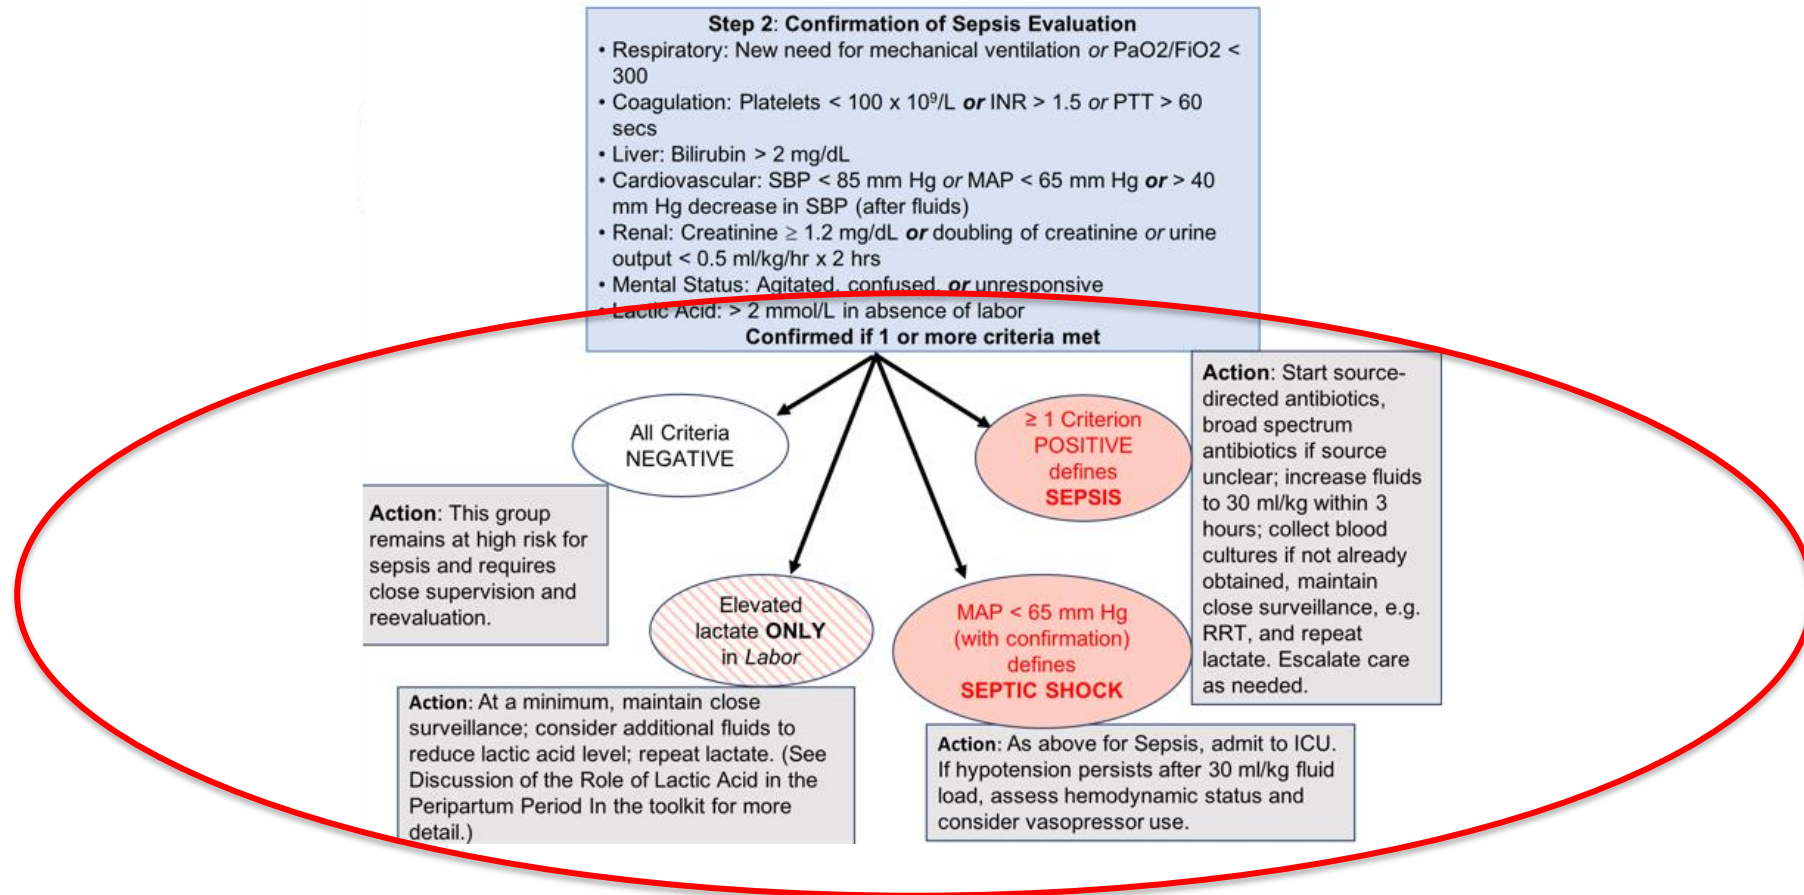 Step 2: Confirmation of Sepsis Evaluation
• Respiratory: New need for mechanical ventilation or PaO2/FiO2 <
300
• Coagulation: Platelets < 100 x 10⁹/L or INR > 1.5 or PTT > 60
secs
• Liver: Bilirubin > 2 mg/dL
• Cardiovascular: SBP < 85 mm Hg or MAP < 65 mm Hg or > 40
mm Hg decrease in SBP (after fluids)
• Renal: Creatinine ≥ 1.2 mg/dL or doubling of creatinine or urine
output < 0.5 ml/kg/hr x 2 hrs
• Mental Status: Agitated, confused, or unresponsive
• Lactic Acid: > 2 mmol/L in absence of labor
Confirmed if 1 or more criteria met
All Criteria
NEGATIVE
Action: This group
remains at high risk for
sepsis and requires
close supervision and
reevaluation.
Elevated
lactate ONLY
in Labor
Action: At a minimum, maintain close
surveillance; consider additional fluids to
reduce lactic acid level; repeat lactate. (See
Discussion of the Role of Lactic Acid in the
Peripartum Period In the toolkit for more
detail.)
≥ 1 Criterion
POSITIVE
defines
SEPSIS
Action: Start source-
directed antibiotics,
broad spectrum
antibiotics if source
unclear; increase fluids
to 30 ml/kg within 3
hours; collect blood
cultures if not already
obtained, maintain
close surveillance, e.g.
RRT, and repeat
lactate. Escalate care
as needed.
MAP < 65 mm Hg
(with confirmation)
defines
SEPTIC SHOCK
Action: As above for Sepsis, admit to ICU.
If hypotension persists after 30 ml/kg fluid
load, assess hemodynamic status and
consider vasopressor use.